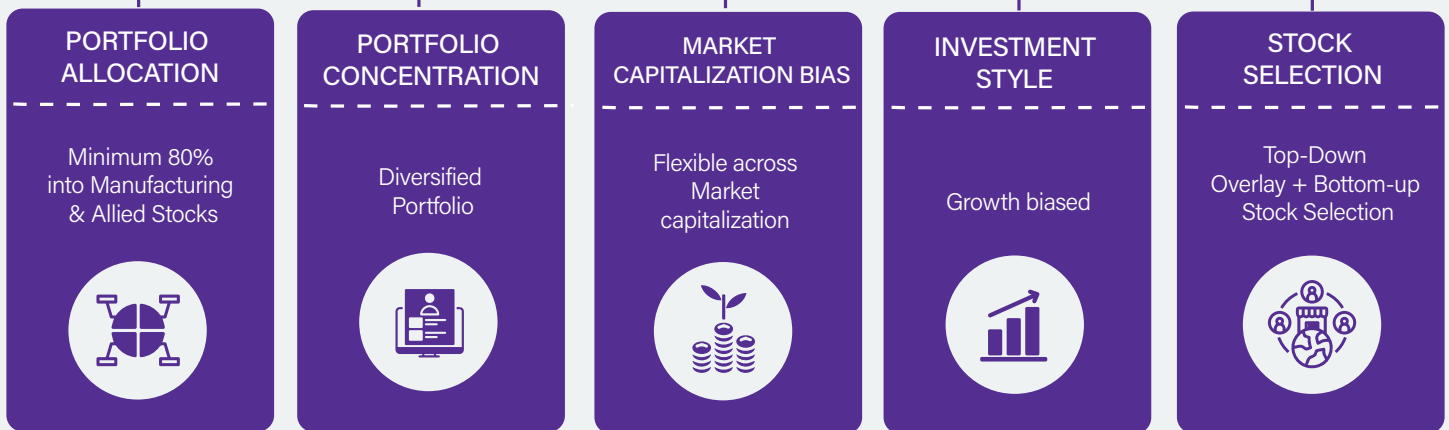 PORTFOLIO
ALLOCATION
Minimum 80%
into Manufacturing
& Allied Stocks
PORTFOLIO
CONCENTRATION
Diversified
Portfolio
MARKET
CAPITALIZATION BIAS
Flexible across
Market
capitalization
INVESTMENT
STYLE
Growth biased
STOCK
SELECTION
Top-Down
Overlay + Bottom-up
Stock Selection